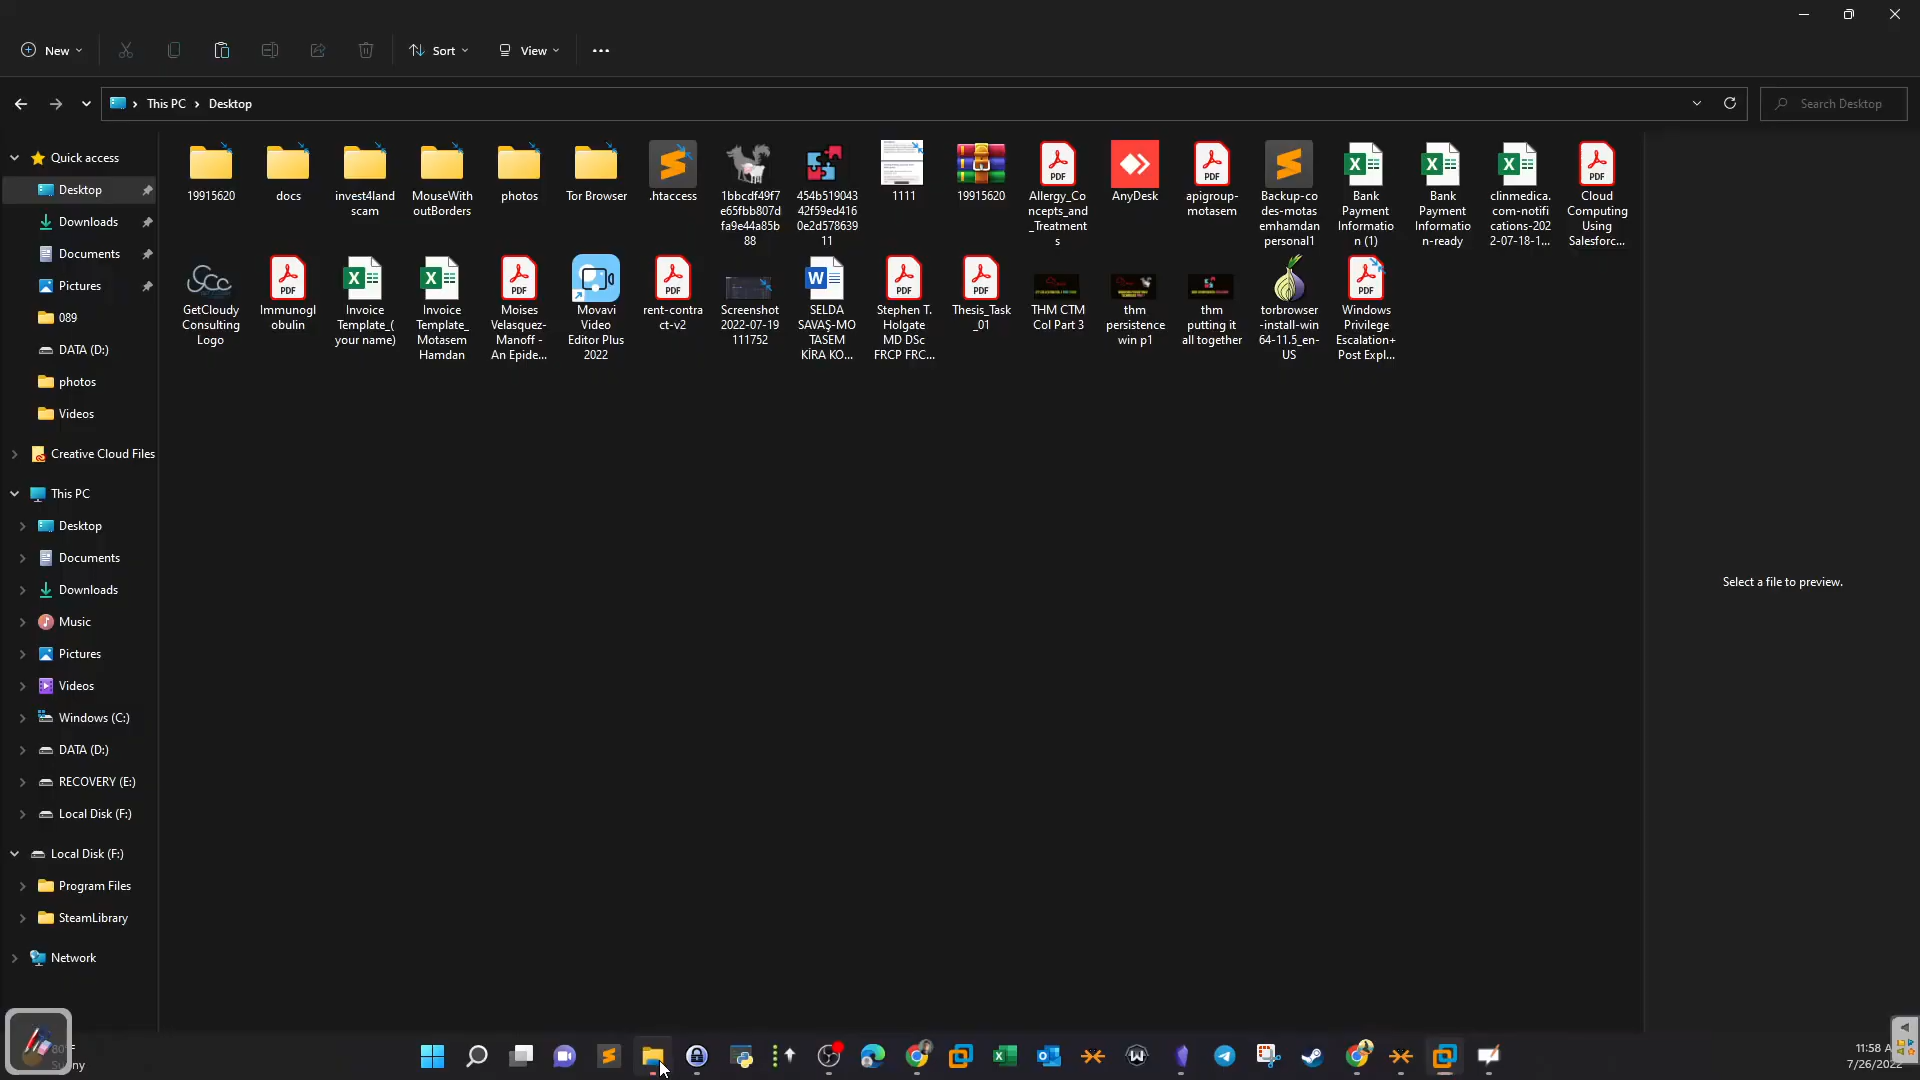 New
Sort
View
This PC
Desktop
Search Desktop
Quick access
Desktop
Downloads
Documents
Pictures
089
DATA (D:)
photos
Videos
Creative Cloud Files
This PC
Desktop
Documents
Downloads
Music
Pictures
Videos
Windows (C:)
DATA (D:)
RECOVERY (E:)
Local Disk (F:)
Local Disk (F:)
Program Files
SteamLibrary
Network
19915620
docs
invest4land
scam
MouseWith
outBorders
photos
Tor Browser
.htaccess
1bbcdf49f7
e65fbb807d
fa9e44a85b
88
454b519043
42f59ed416
0e2d578639
11
1111
19915620
Allergy_Co
ncepts_and
_Treatment
s
AnyDesk
apigroup-
motasem
Backup-co
des-motas
emhamdan
personal1
Bank
Payment
Informatio
n (1)
Bank
Payment
Informatio
n-ready
clinmedica.
com-notifi
cations-202
2-07-18-1...
Cloud
Computing
Using
Salesforc...
GetCloudy
Consulting
Logo
Immunogl
obulin
Invoice
Template_(
your name)
Invoice
Template_
Motasem
Hamdan
Moises
Velasquez-
Manoff -
An Epide...
Movavi
Video
Editor Plus
2022
rent-contra
ct-v2
Screenshot
2022-07-19
111752
SELDA
SAVAŞ-MO
TASEM
KİRA KO...
Stephen T.
Holgate
MD DSc
FRCP FRC...
Thesis_Task
_01
THM CTM
Col Part 3
thm
persistence
win p1
thm
putting it
all together
torbrowser
-install-win
64-11.5_en-
US
Windows
Privilege
Escalation+
Post Expl...
Select a file to preview.
80°F
11:58 A
7/26/2022